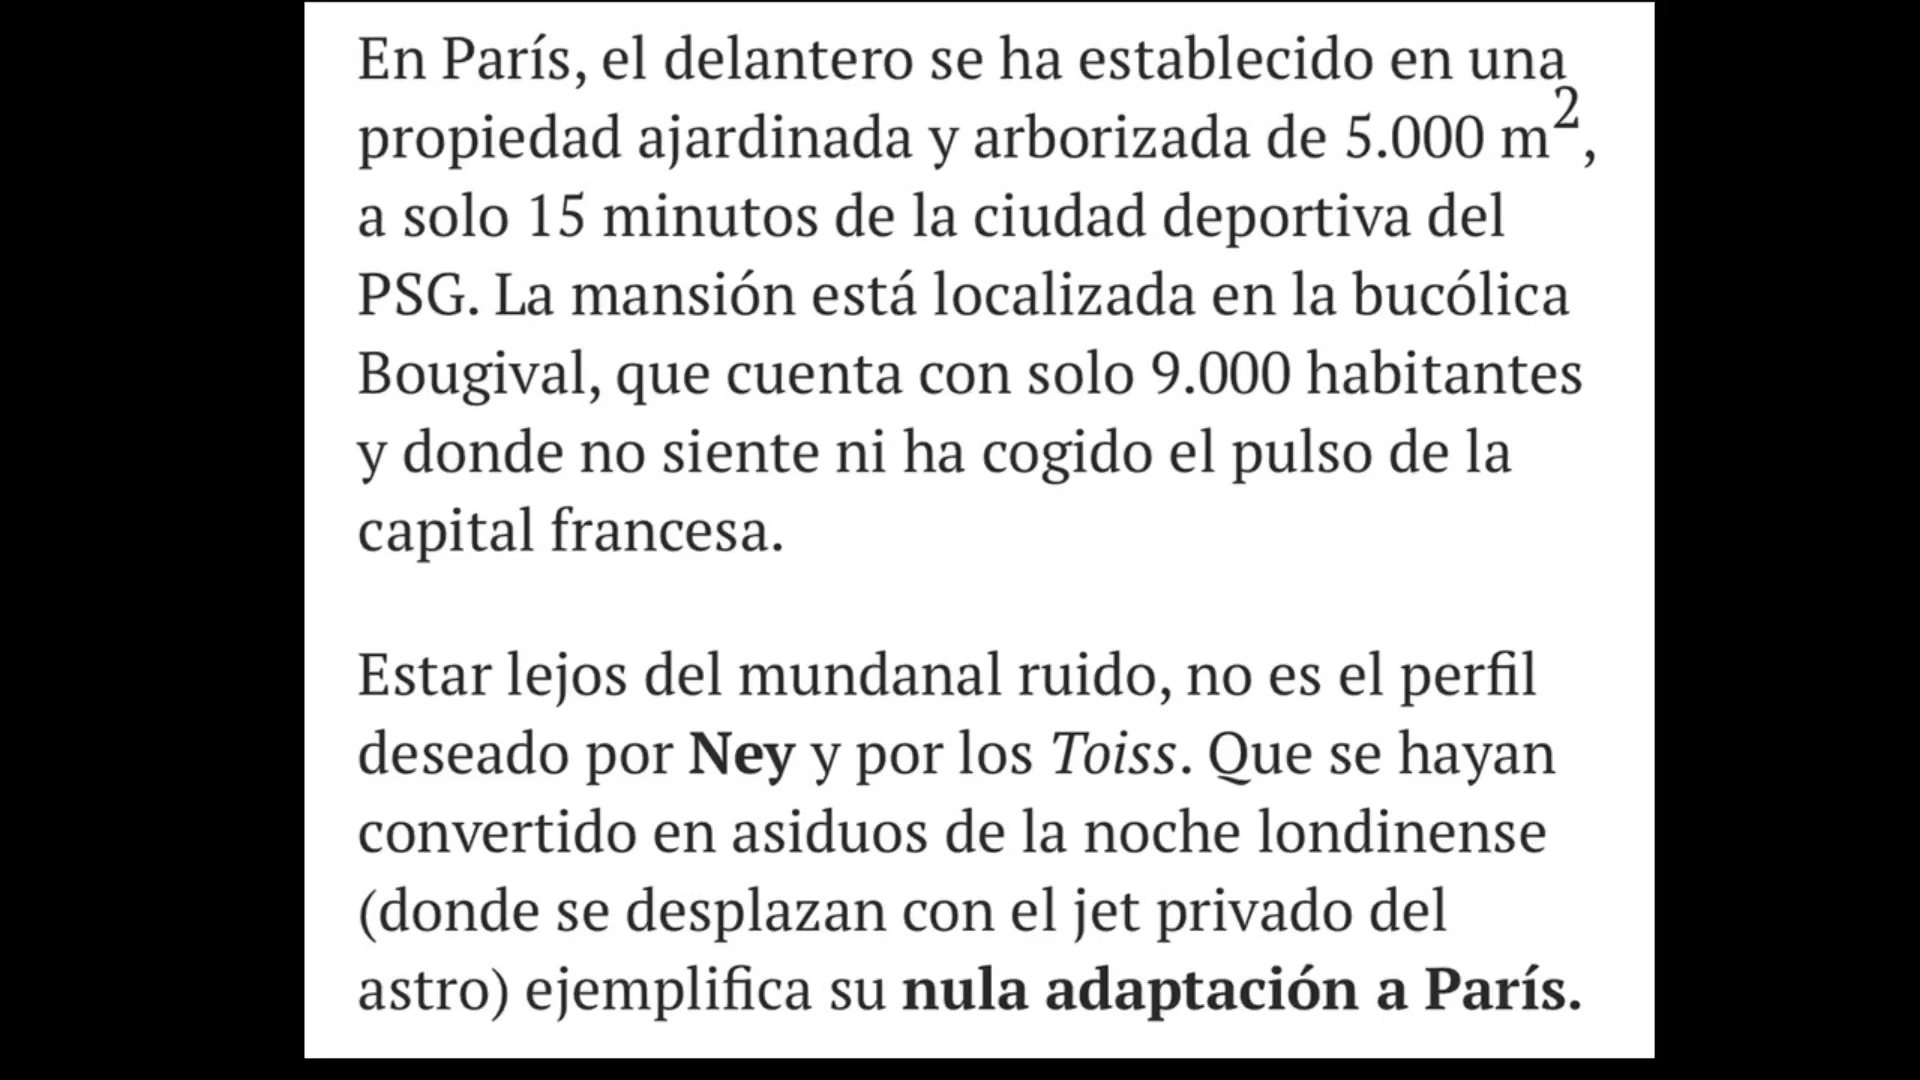 En París, el delantero se ha establecido en una
propiedad ajardinada y arborizada de 5.000 m²,
a solo 15 minutos de la ciudad deportiva del
PSG. La mansión está localizada en la bucólica
Bougival, que cuenta con solo 9.000 habitantes
y donde no siente ni ha cogido el pulso de la
capital francesa.
Estar lejos del mundanal ruido, no es el perfil
deseado por Ney y por los Toiss. Que se hayan
convertido en asiduos de la noche londinense
(donde se desplazan con el jet privado del
astro) ejemplifica su nula adaptación a París.